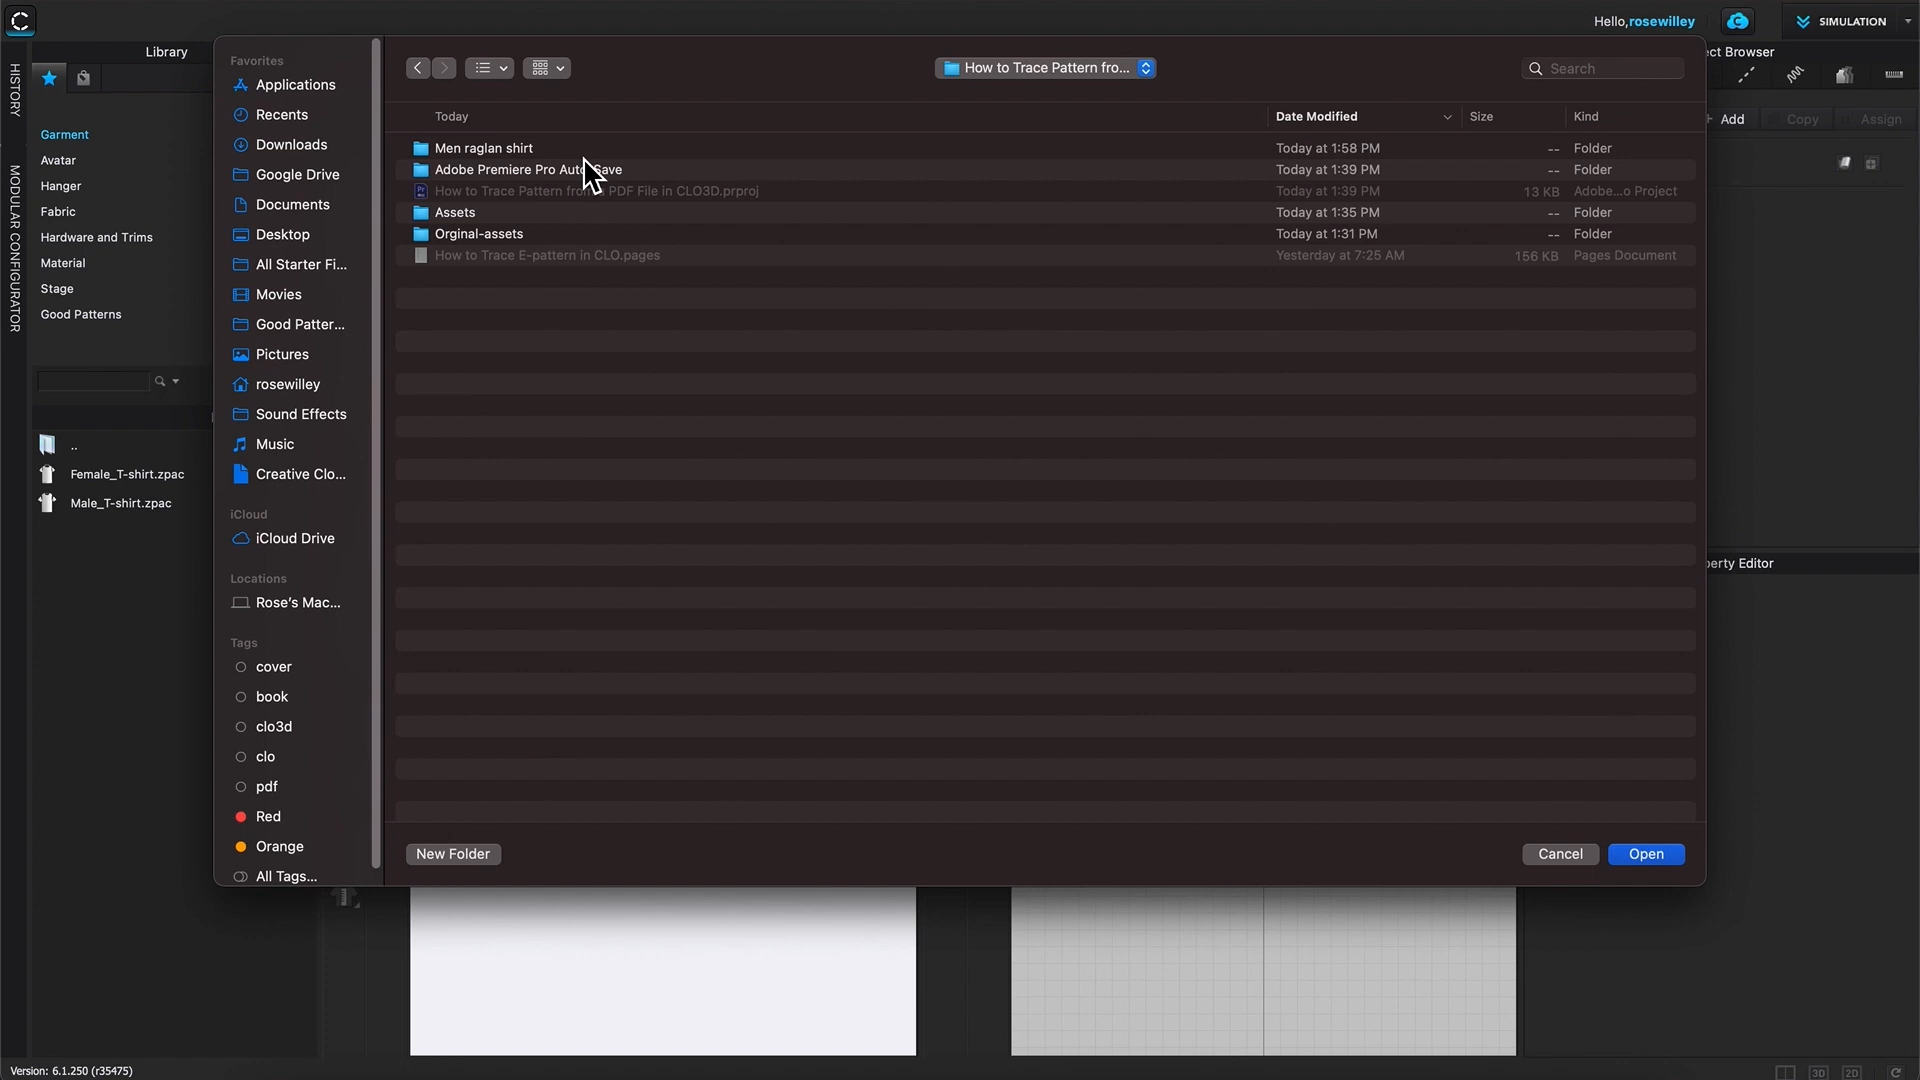 Hello,rosewilley
SIMULATION
Library
ect Browser
HISTORY
MODULAR CONFIGURATOR
Garment
Avatar
Hanger
Fabric
Hardware and Trims
Material
Stage
Good Patterns
..
Female_T-shirt.zpac
Male_T-shirt.zpac
Favorites
Applications
Recents
Downloads
Google Drive
Documents
Desktop
All Starter Fi...
Movies
Good Patter...
Pictures
rosewilley
Sound Effects
Music
Creative Clo...
iCloud
iCloud Drive
Locations
Rose's Mac...
Tags
cover
book
clo3d
clo
pdf
Red
Orange
All Tags...
How to Trace Pattern fro...
Search
Today Date Modified Size Kind
Men raglan shirt Today at 1:58 PM -- Folder
Adobe Premiere Pro Auto-Save Today at 1:39 PM -- Folder
How to Trace Pattern from a PDF File in CLO3D.prproj Today at 1:39 PM 13 KB Adobe...o Project
Assets Today at 1:35 PM -- Folder
Orginal-assets Today at 1:31 PM -- Folder
How to Trace E-pattern in CLO.pages Yesterday at 7:25 AM 156 KB Pages Document
New Folder
Cancel
Open
+ Add
Copy
Assign
perty Editor
Version: 6.1.250 (r35475)
3D
2D